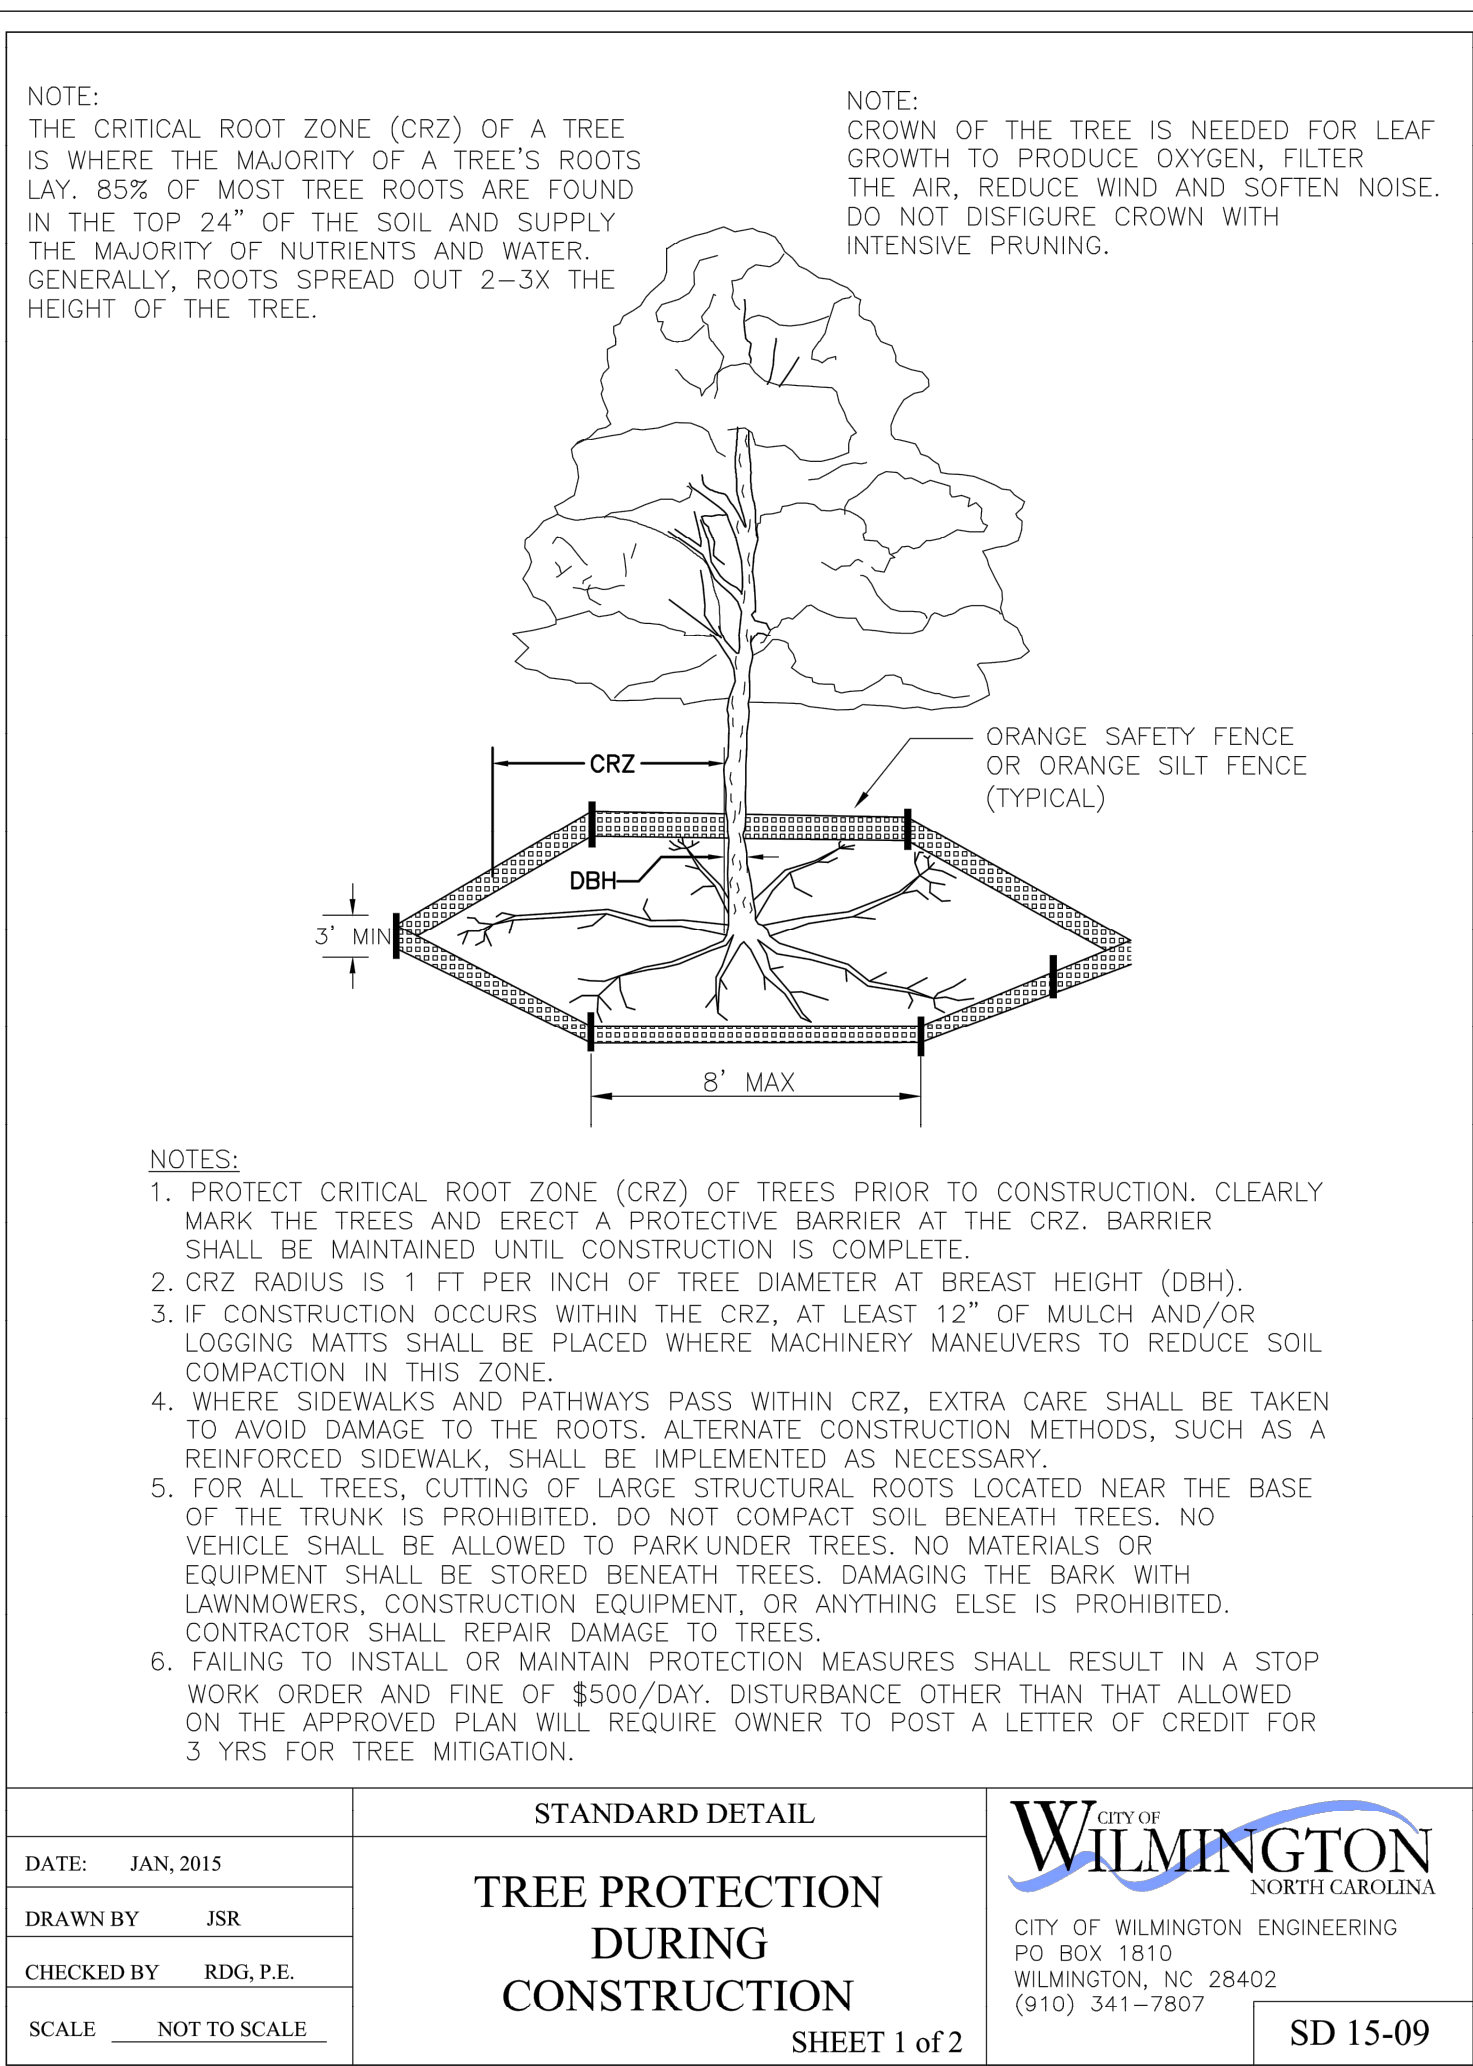 NOTE:
THE CRITICAL ROOT ZONE (CRZ) OF A TREE
IS WHERE THE MAJORITY OF A TREE'S ROOTS
LAY. 85% OF MOST TREE ROOTS ARE FOUND
IN THE TOP 24" OF THE SOIL AND SUPPLY
THE MAJORITY OF NUTRIENTS AND WATER.
GENERALLY, ROOTS SPREAD OUT 2-3X THE
HEIGHT OF THE TREE.
NOTE:
CROWN OF THE TREE IS NEEDED FOR LEAF
GROWTH TO PRODUCE OXYGEN, FILTER
THE AIR, REDUCE WIND AND SOFTEN NOISE.
DO NOT DISFIGURE CROWN WITH
INTENSIVE PRUNING.
ORANGE SAFETY FENCE
OR ORANGE SILT FENCE
(TYPICAL)
CRZ
DBH
3' MIN
8' MAX
NOTES:
1. PROTECT CRITICAL ROOT ZONE (CRZ) OF TREES PRIOR TO CONSTRUCTION. CLEARLY
MARK THE TREES AND ERECT A PROTECTIVE BARRIER AT THE CRZ. BARRIER
SHALL BE MAINTAINED UNTIL CONSTRUCTION IS COMPLETE.
2. CRZ RADIUS IS 1 FT PER INCH OF TREE DIAMETER AT BREAST HEIGHT (DBH).
3. IF CONSTRUCTION OCCURS WITHIN THE CRZ, AT LEAST 12" OF MULCH AND/OR
LOGGING MATTS SHALL BE PLACED WHERE MACHINERY MANEUVERS TO REDUCE SOIL
COMPACTION IN THIS ZONE.
4. WHERE SIDEWALKS AND PATHWAYS PASS WITHIN CRZ, EXTRA CARE SHALL BE TAKEN
TO AVOID DAMAGE TO THE ROOTS. ALTERNATE CONSTRUCTION METHODS, SUCH AS A
REINFORCED SIDEWALK, SHALL BE IMPLEMENTED AS NECESSARY.
5. FOR ALL TREES, CUTTING OF LARGE STRUCTURAL ROOTS LOCATED NEAR THE BASE
OF THE TRUNK IS PROHIBITED. DO NOT COMPACT SOIL BENEATH TREES. NO
VEHICLE SHALL BE ALLOWED TO PARK UNDER TREES. NO MATERIALS OR
EQUIPMENT SHALL BE STORED BENEATH TREES. DAMAGING THE BARK WITH
LAWNMOWERS, CONSTRUCTION EQUIPMENT, OR ANYTHING ELSE IS PROHIBITED.
CONTRACTOR SHALL REPAIR DAMAGE TO TREES.
6. FAILING TO INSTALL OR MAINTAIN PROTECTION MEASURES SHALL RESULT IN A STOP
WORK ORDER AND FINE OF $500/DAY. DISTURBANCE OTHER THAN THAT ALLOWED
ON THE APPROVED PLAN WILL REQUIRE OWNER TO POST A LETTER OF CREDIT FOR
3 YRS FOR TREE MITIGATION.
DATE: JAN, 2015
DRAWN BY JSR
CHECKED BY RDG, P.E.
SCALE NOT TO SCALE
STANDARD DETAIL
TREE PROTECTION
DURING
CONSTRUCTION
SHEET 1 of 2
CITY OF
WILMINGTON
NORTH CAROLINA
CITY OF WILMINGTON ENGINEERING
PO BOX 1810
WILMINGTON, NC 28402
(910) 341-7807
SD 15-09